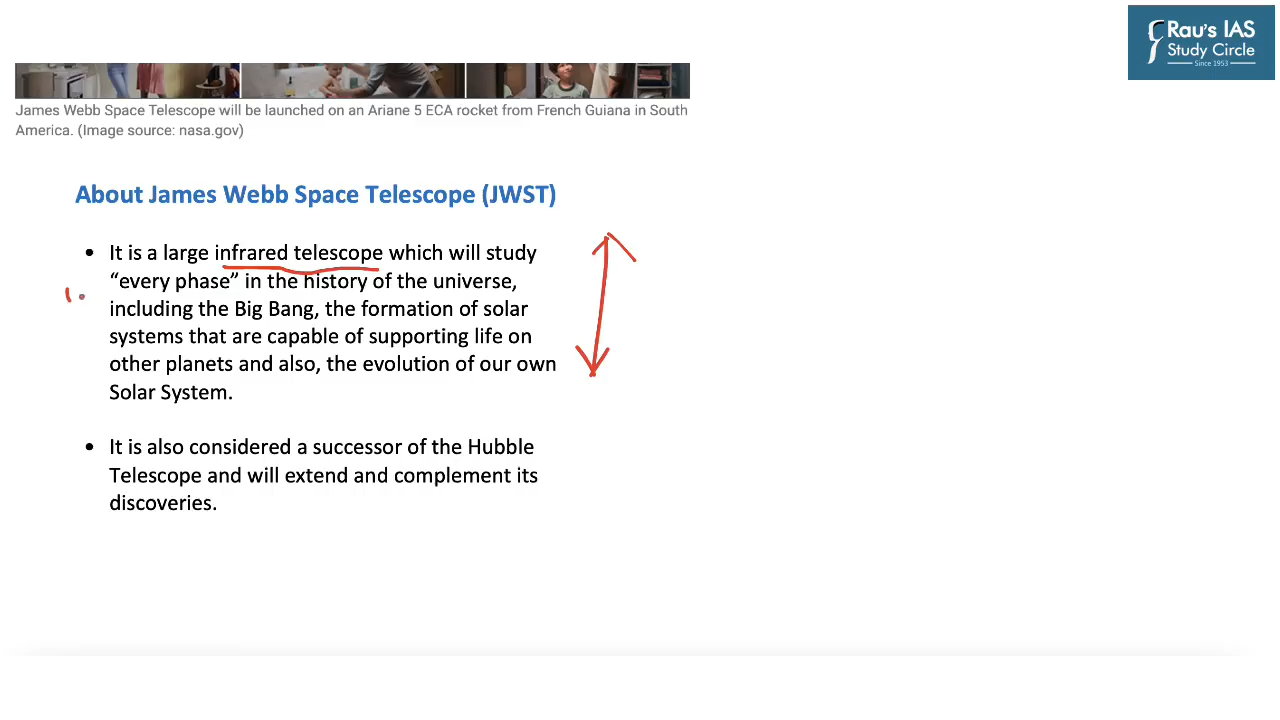 Rau's IAS
Study Circle
Since 1953
James Webb Space Telescope will be launched on an Ariane 5 ECA rocket from French Guiana in South
America. (Image source: nasa.gov)
About James Webb Space Telescope (JWST)
• It is a large infrared telescope which will study
“every phase” in the history of the universe,
including the Big Bang, the formation of solar
systems that are capable of supporting life on
other planets and also, the evolution of our own
Solar System.
• It is also considered a successor of the Hubble
Telescope and will extend and complement its
discoveries.